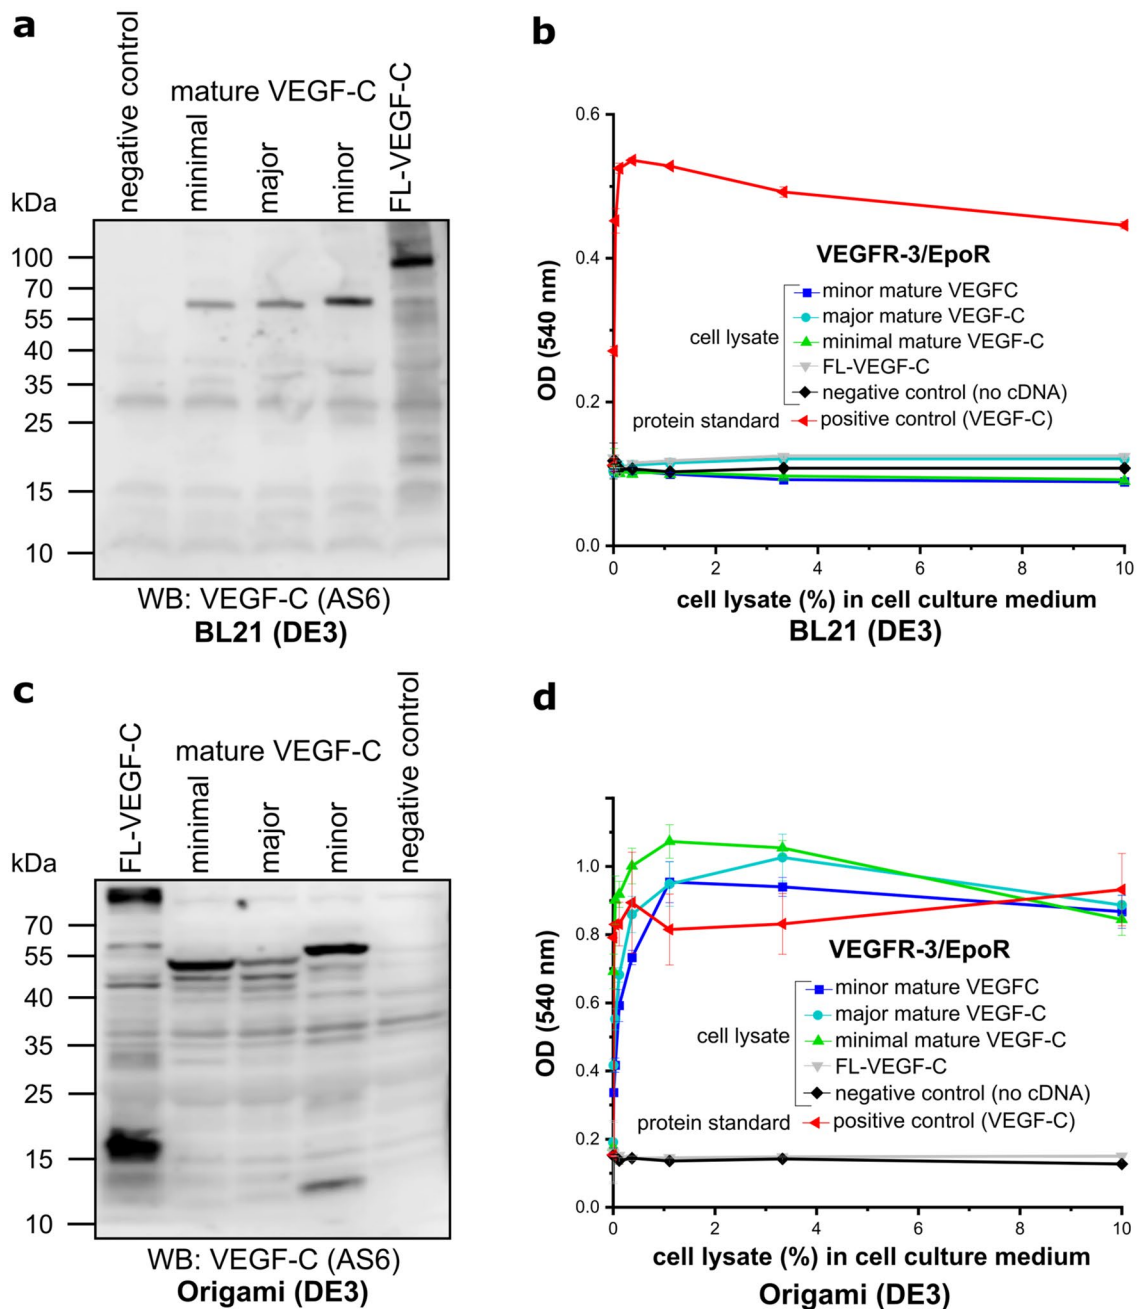 a
negative control
mature VEGF-C
minimal
major
minor
FL-VEGF-C
kDa
100
70
55
40
35
25
15
10
WB: VEGF-C (AS6)
BL21 (DE3)
b
0.6
0.4
0.2
0.0
OD (540 nm)
VEGFR-3/EpoR
cell lysate
minor mature VEGFC
major mature VEGF-C
minimal mature VEGF-C
FL-VEGF-C
negative control (no cDNA)
protein standard positive control (VEGF-C)
0 2 4 6 8 10
cell lysate (%) in cell culture medium
BL21 (DE3)
c
FL-VEGF-C
mature VEGF-C
minimal
major
minor
negative control
kDa
70
55
40
35
25
15
10
WB: VEGF-C (AS6)
Origami (DE3)
d
1.0
0.8
0.6
0.4
0.2
0.0
OD (540 nm)
VEGFR-3/EpoR
cell lysate
minor mature VEGFC
major mature VEGF-C
minimal mature VEGF-C
FL-VEGF-C
negative control (no cDNA)
protein standard positive control (VEGF-C)
0 2 4 6 8 10
cell lysate (%) in cell culture medium
Origami (DE3)